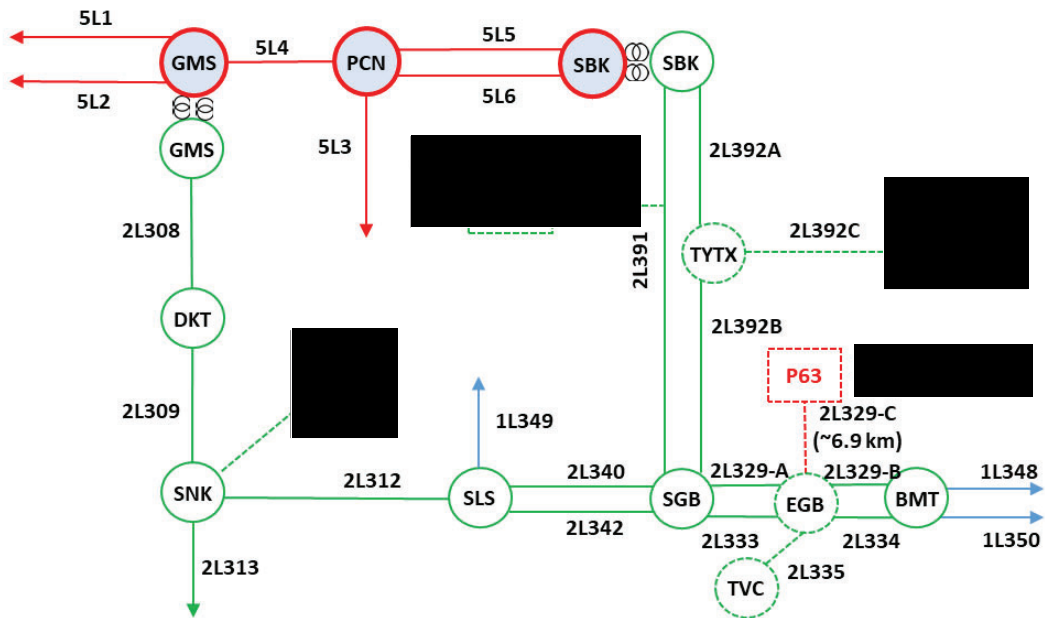 5L1
5L4
5L5
GMS
PCN
SBK
SBK
5L2
5L6
GMS
5L3
2L392A
2L308
2L391
TYTX
2L392C
DKT
2L392B
P63
2L309
1L349
2L329-C
(~6.9 km)
SNK
2L312
SLS
2L340
SGB
2L329-A
2L329-B
EGB
BMT
1L348
2L342
2L333
2L334
1L350
2L313
2L335
TVC